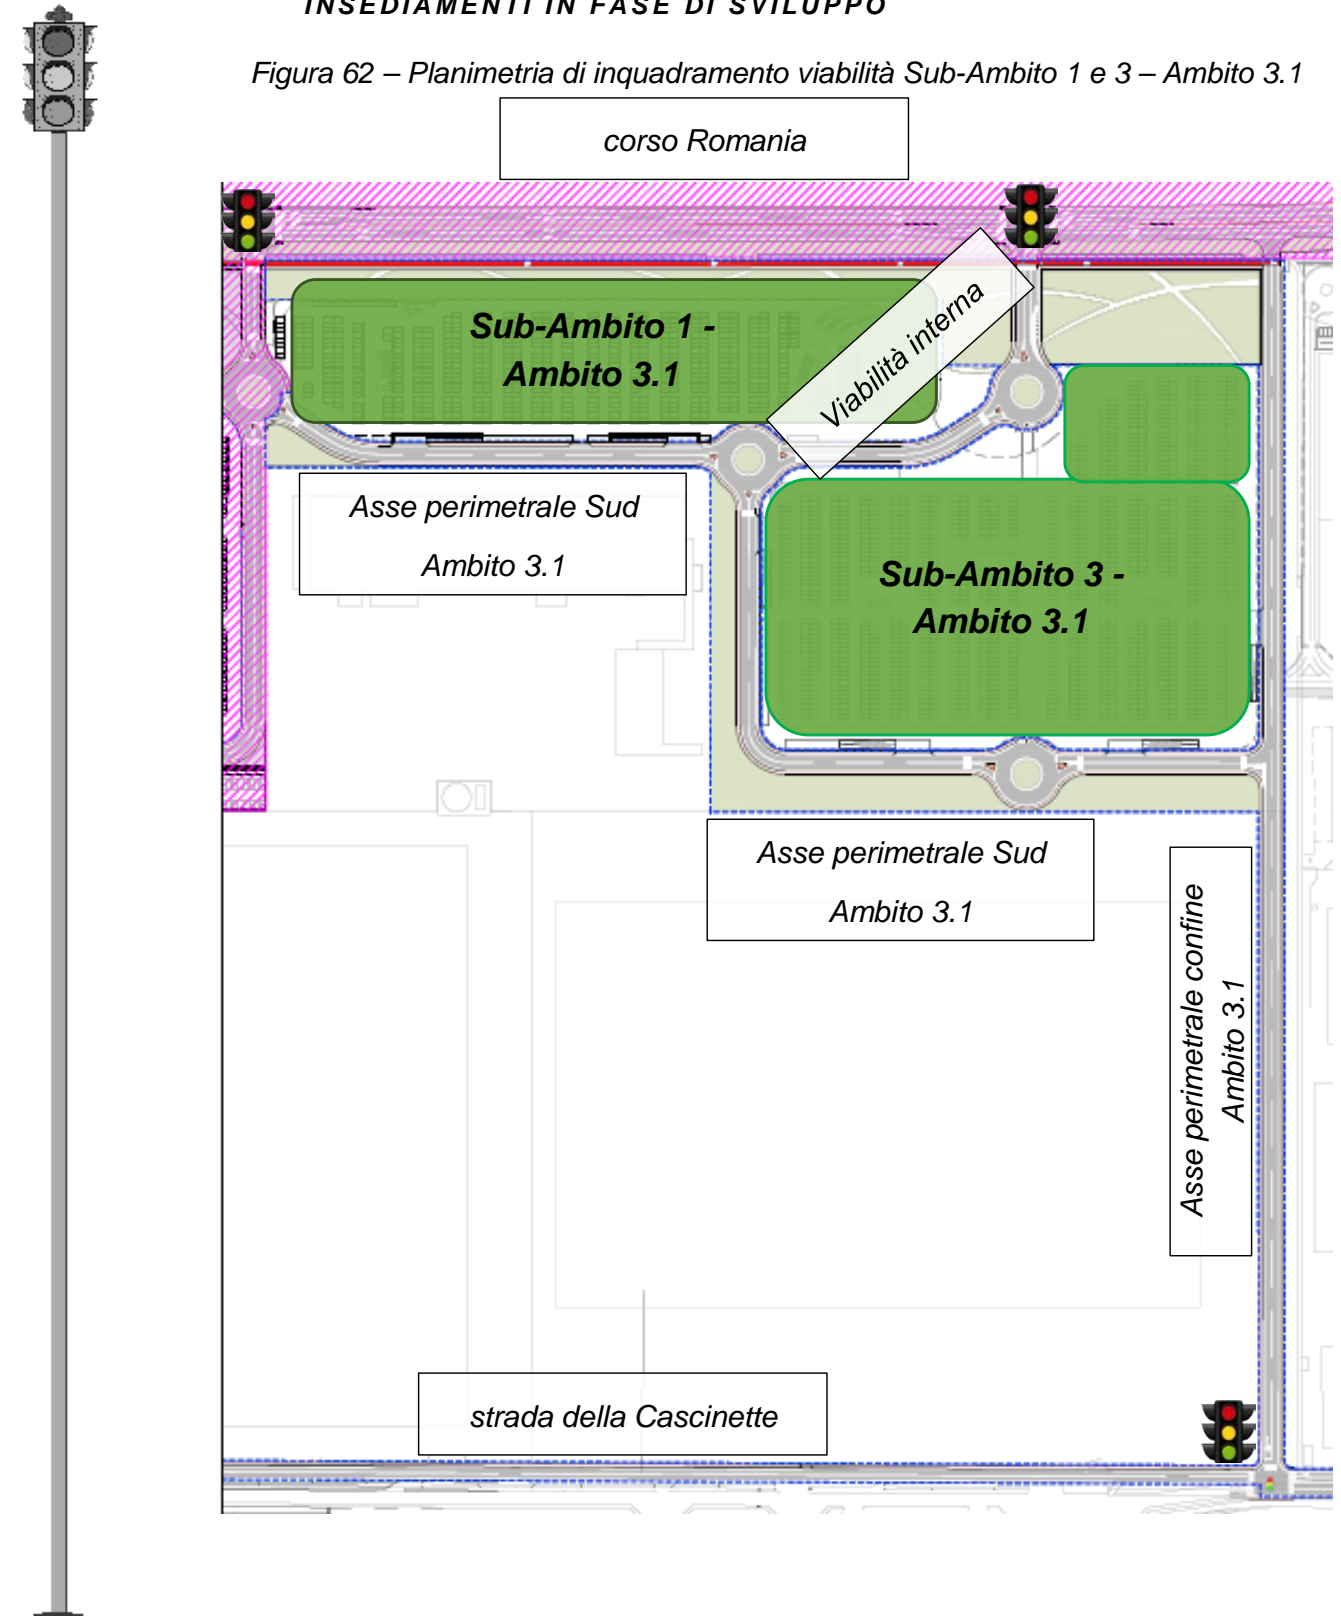 INSEDIAMENTI IN FASE DI SVILUPPO
Figura 62 – Planimetria di inquadramento viabilità Sub-Ambito 1 e 3 – Ambito 3.1
corso Romania
Viabilità interna
Sub-Ambito 1 -
Ambito 3.1
Asse perimetrale Sud
Ambito 3.1
Sub-Ambito 3 -
Ambito 3.1
Asse perimetrale Sud
Ambito 3.1
Asse perimetrale confine
Ambito 3.1
strada della Cascinette